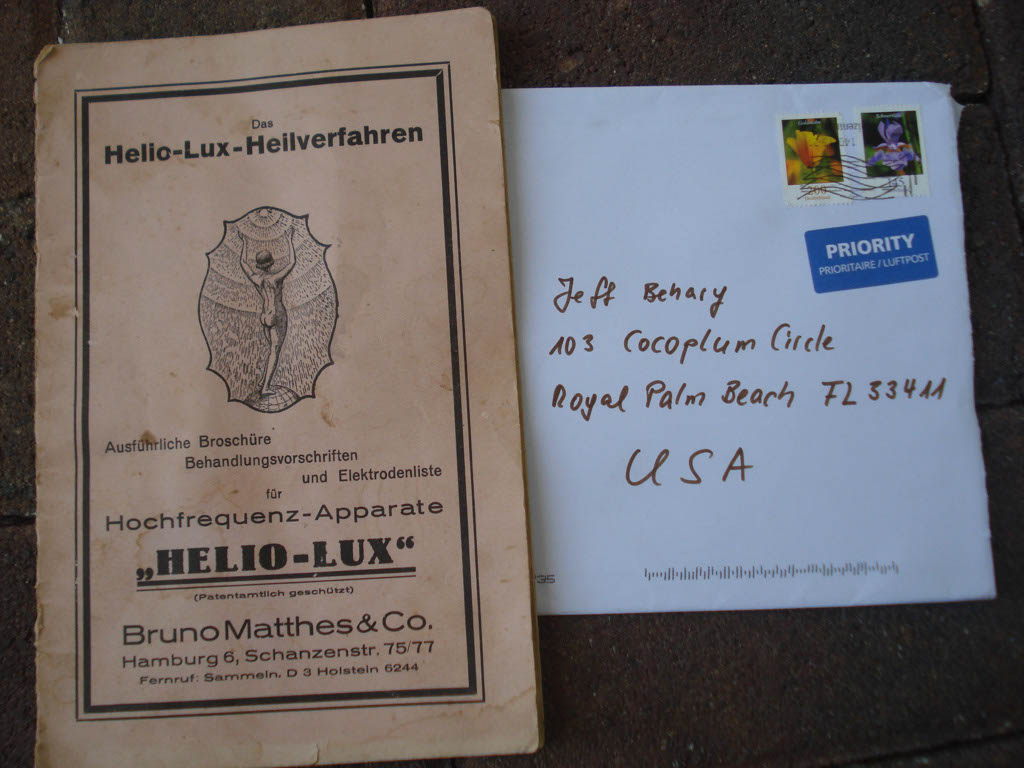 Das
Helio-Lux-Heilverfahren
Ausführliche Broschüre
Behandlungsvorschriften
und Elektrodenliste
für
Hochfrequenz-Apparate
„HELIO-LUX“
(Patentamtlich geschützt)
Bruno Matthes & Co.
Hamburg 6, Schanzenstr. 75/77
Fernruf: Sammeln. D 3 Holstein 6244
PRIORITY
PRIORITAIRE / LUFTPOST
Jeff Behary
103 Cocoplum Circle
Royal Palm Beach FL 33411
USA